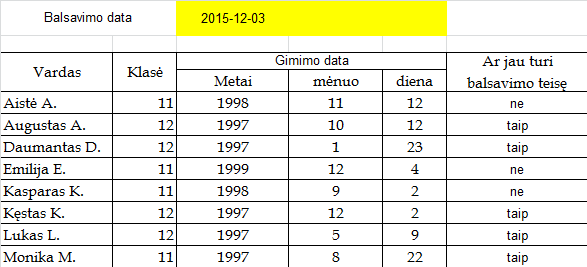 Balsavimo data 2015-12-03
Vardas Klasė Gimimo data Ar jau turi balsavimo teisę
Metai mėnuo diena
Aistė A. 11 1998 11 12 ne
Augustas A. 12 1997 10 12 taip
Daumantas D. 12 1997 1 23 taip
Emilija E. 11 1999 12 4 ne
Kasparas K. 11 1998 9 2 ne
Kęstas K. 12 1997 12 2 taip
Lukas L. 12 1997 5 9 taip
Monika M. 11 1997 8 22 taip